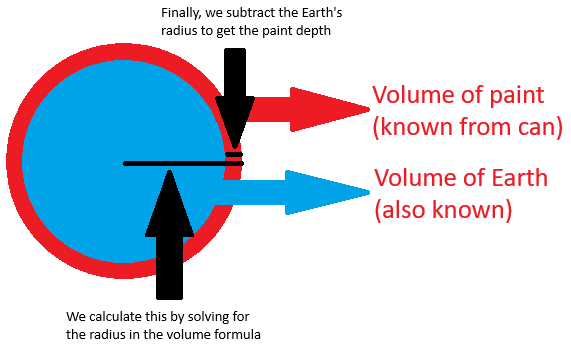 Finally, we subtract the Earth's
radius to get the paint depth
Volume of paint
(known from can)
Volume of Earth
(also known)
We calculate this by solving for
the radius in the volume formula